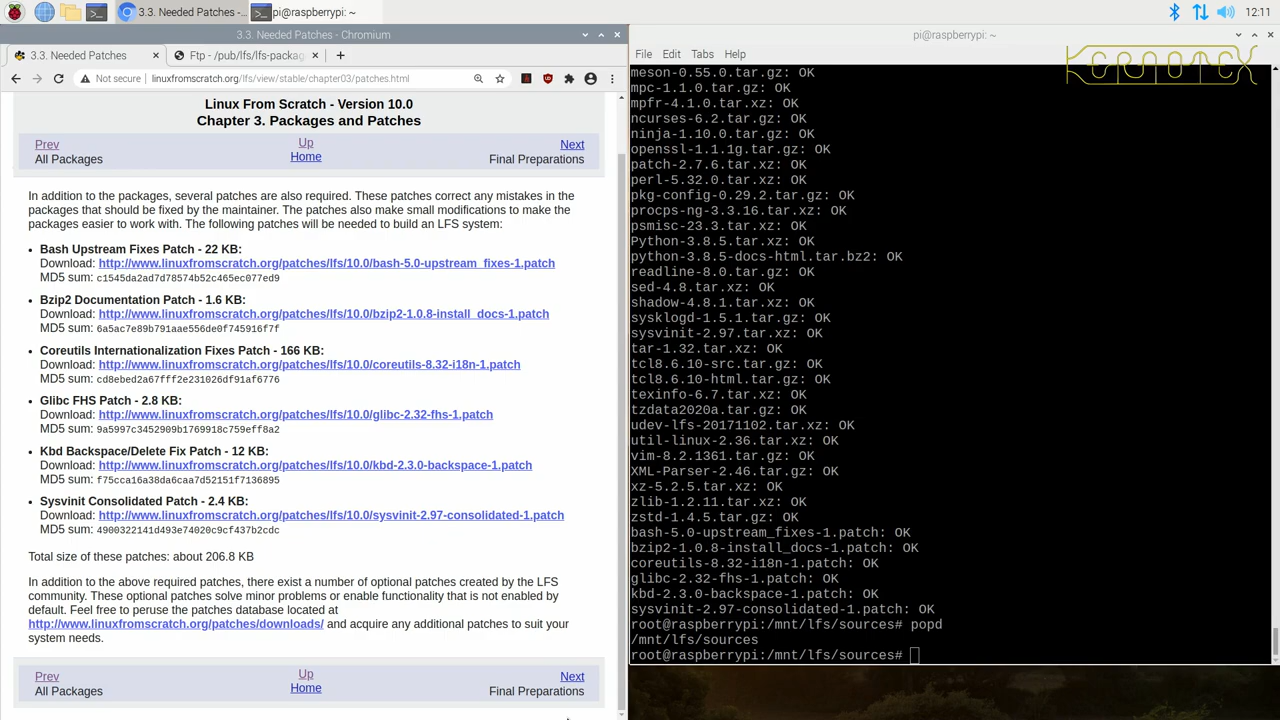 3.3. Needed Patches -...
pi@raspberrypi: ~
12:11
3.3. Needed Patches - Chromium
3.3. Needed Patches
Ftp - /pub/lfs/lfs-packag
Not secure | linuxfromscratch.org/lfs/view/stable/chapter03/patches.html
Linux From Scratch - Version 10.0
Chapter 3. Packages and Patches
Prev
Up
Next
All Packages
Home
Final Preparations
In addition to the packages, several patches are also required. These patches correct any mistakes in the
packages that should be fixed by the maintainer. The patches also make small modifications to make the
packages easier to work with. The following patches will be needed to build an LFS system:
• Bash Upstream Fixes Patch - 22 KB:
Download: http://www.linuxfromscratch.org/patches/lfs/10.0/bash-5.0-upstream_fixes-1.patch
MD5 sum: c1545da2ad7d78574b52c465ec077ed9
• Bzip2 Documentation Patch - 1.6 KB:
Download: http://www.linuxfromscratch.org/patches/lfs/10.0/bzip2-1.0.8-install_docs-1.patch
MD5 sum: 6a5ac7e89b791aae556de0f745916f7f
• Coreutils Internationalization Fixes Patch - 166 KB:
Download: http://www.linuxfromscratch.org/patches/lfs/10.0/coreutils-8.32-i18n-1.patch
MD5 sum: cd8ebed2a67fff2e231026df91af6776
• Glibc FHS Patch - 2.8 KB:
Download: http://www.linuxfromscratch.org/patches/lfs/10.0/glibc-2.32-fhs-1.patch
MD5 sum: 9a5997c3452909b1769918c759eff8a2
• Kbd Backspace/Delete Fix Patch - 12 KB:
Download: http://www.linuxfromscratch.org/patches/lfs/10.0/kbd-2.3.0-backspace-1.patch
MD5 sum: f75cca16a38da6caa7d52151f7136895
• Sysvinit Consolidated Patch - 2.4 KB:
Download: http://www.linuxfromscratch.org/patches/lfs/10.0/sysvinit-2.97-consolidated-1.patch
MD5 sum: 4900322141d493e74020c9cf437b2cdc
Total size of these patches: about 206.8 KB
In addition to the above required patches, there exist a number of optional patches created by the LFS
community. These optional patches solve minor problems or enable functionality that is not enabled by
default. Feel free to peruse the patches database located at
http://www.linuxfromscratch.org/patches/downloads/ and acquire any additional patches to suit your
system needs.
Prev
Up
Next
All Packages
Home
Final Preparations
pi@raspberrypi: ~
File Edit Tabs Help
meson-0.55.0.tar.gz: OK
mpc-1.1.0.tar.gz: OK
mpfr-4.1.0.tar.xz: OK
ncurses-6.2.tar.gz: OK
ninja-1.10.0.tar.gz: OK
openssl-1.1.1g.tar.gz: OK
patch-2.7.6.tar.xz: OK
perl-5.32.0.tar.xz: OK
pkg-config-0.29.2.tar.gz: OK
procps-ng-3.3.16.tar.xz: OK
psmisc-23.3.tar.xz: OK
Python-3.8.5.tar.xz: OK
python-3.8.5-docs-html.tar.bz2: OK
readline-8.0.tar.gz: OK
sed-4.8.tar.xz: OK
shadow-4.8.1.tar.xz: OK
sysklogd-1.5.1.tar.gz: OK
sysvinit-2.97.tar.xz: OK
tar-1.32.tar.xz: OK
tcl8.6.10-src.tar.gz: OK
tcl8.6.10-html.tar.gz: OK
texinfo-6.7.tar.xz: OK
tzdata2020a.tar.gz: OK
udev-lfs-20171102.tar.xz: OK
util-linux-2.36.tar.xz: OK
vim-8.2.1361.tar.gz: OK
XML-Parser-2.46.tar.gz: OK
xz-5.2.5.tar.xz: OK
zlib-1.2.11.tar.xz: OK
zstd-1.4.5.tar.gz: OK
bash-5.0-upstream_fixes-1.patch: OK
bzip2-1.0.8-install_docs-1.patch: OK
coreutils-8.32-i18n-1.patch: OK
glibc-2.32-fhs-1.patch: OK
kbd-2.3.0-backspace-1.patch: OK
sysvinit-2.97-consolidated-1.patch: OK
root@raspberrypi:/mnt/lfs/sources# popd
/mnt/lfs/sources
root@raspberrypi:/mnt/lfs/sources#